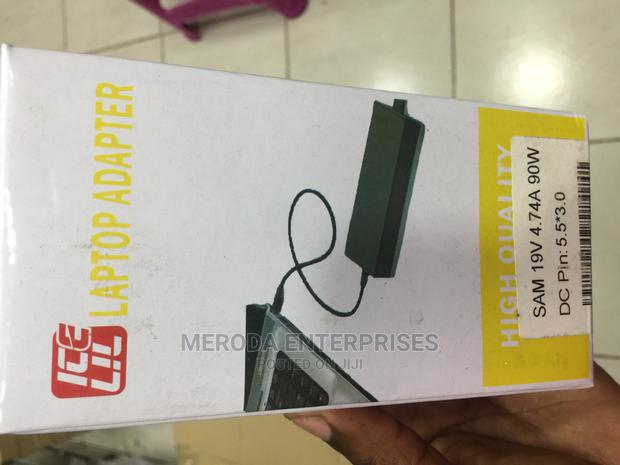 ICE
LIL
LAPTOP ADAPTER
HIGH QUALITY
SAM 19V 4.74A 90W
DC Pin: 5.5*3.0
MERODA ENTERPRISES
POSTED ON JIJI